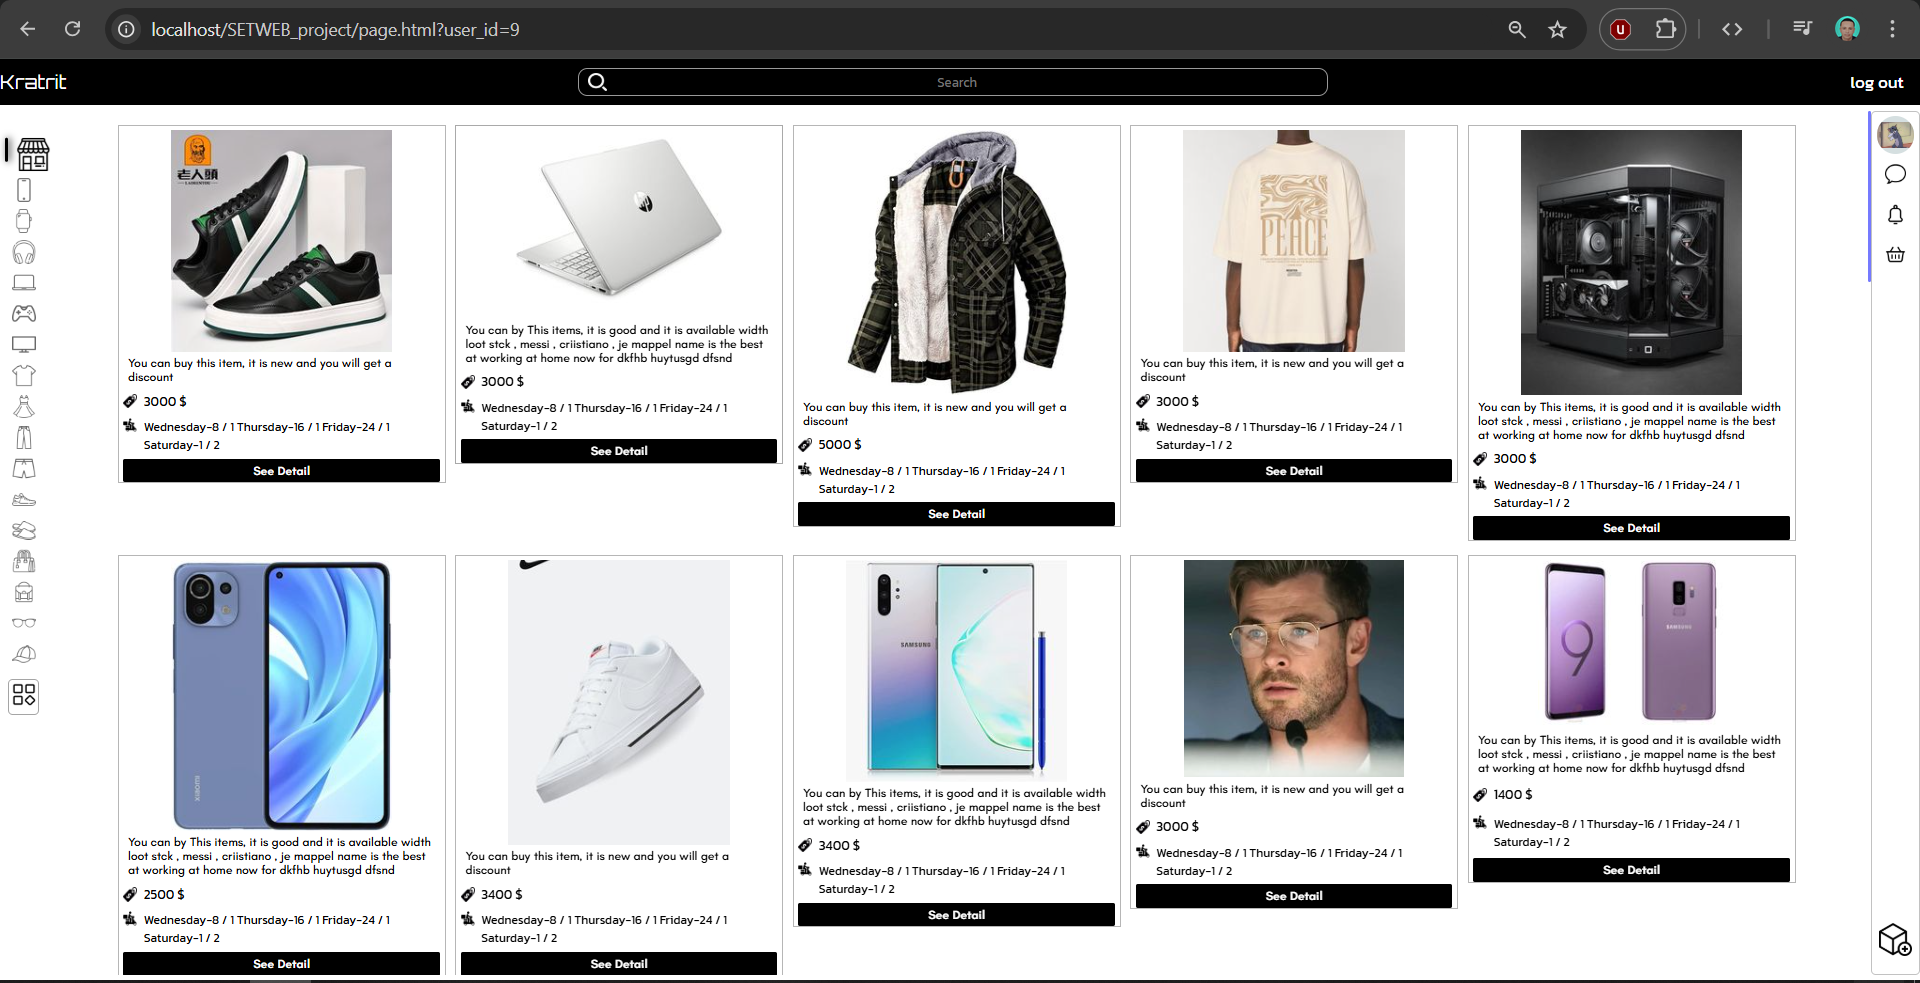 localhost/SETWEB_project/page.html?user_id=9
Kratrit
Search
log out
老人頭
LAORENTOU
You can buy this item, it is new and you will get a
discount
3000 $
Wednesday-8 / 1 Thursday-16 / 1 Friday-24 / 1
Saturday-1 / 2
See Detail
hp
You can by This items, it is good and it is available width
loot stck , messi , criistiano , je mappel name is the best
at working at home now for dkfhb huytusgd dfsnd
3000 $
Wednesday-8 / 1 Thursday-16 / 1 Friday-24 / 1
Saturday-1 / 2
See Detail
You can buy this item, it is new and you will get a
discount
5000 $
Wednesday-8 / 1 Thursday-16 / 1 Friday-24 / 1
Saturday-1 / 2
See Detail
PEACE
You can buy this item, it is new and you will get a
discount
3000 $
Wednesday-8 / 1 Thursday-16 / 1 Friday-24 / 1
Saturday-1 / 2
See Detail
You can by This items, it is good and it is available width
loot stck , messi , criistiano , je mappel name is the best
at working at home now for dkfhb huytusgd dfsnd
3000 $
Wednesday-8 / 1 Thursday-16 / 1 Friday-24 / 1
Saturday-1 / 2
See Detail
XIAOMI
You can by This items, it is good and it is available width
loot stck , messi , criistiano , je mappel name is the best
at working at home now for dkfhb huytusgd dfsnd
2500 $
Wednesday-8 / 1 Thursday-16 / 1 Friday-24 / 1
Saturday-1 / 2
See Detail
You can buy this item, it is new and you will get a
discount
3400 $
Wednesday-8 / 1 Thursday-16 / 1 Friday-24 / 1
Saturday-1 / 2
See Detail
SAMSUNG
You can by This items, it is good and it is available width
loot stck , messi , criistiano , je mappel name is the best
at working at home now for dkfhb huytusgd dfsnd
3400 $
Wednesday-8 / 1 Thursday-16 / 1 Friday-24 / 1
Saturday-1 / 2
See Detail
You can buy this item, it is new and you will get a
discount
3000 $
Wednesday-8 / 1 Thursday-16 / 1 Friday-24 / 1
Saturday-1 / 2
See Detail
9
SAMSUNG
You can by This items, it is good and it is available width
loot stck , messi , criistiano , je mappel name is the best
at working at home now for dkfhb huytusgd dfsnd
1400 $
Wednesday-8 / 1 Thursday-16 / 1 Friday-24 / 1
Saturday-1 / 2
See Detail